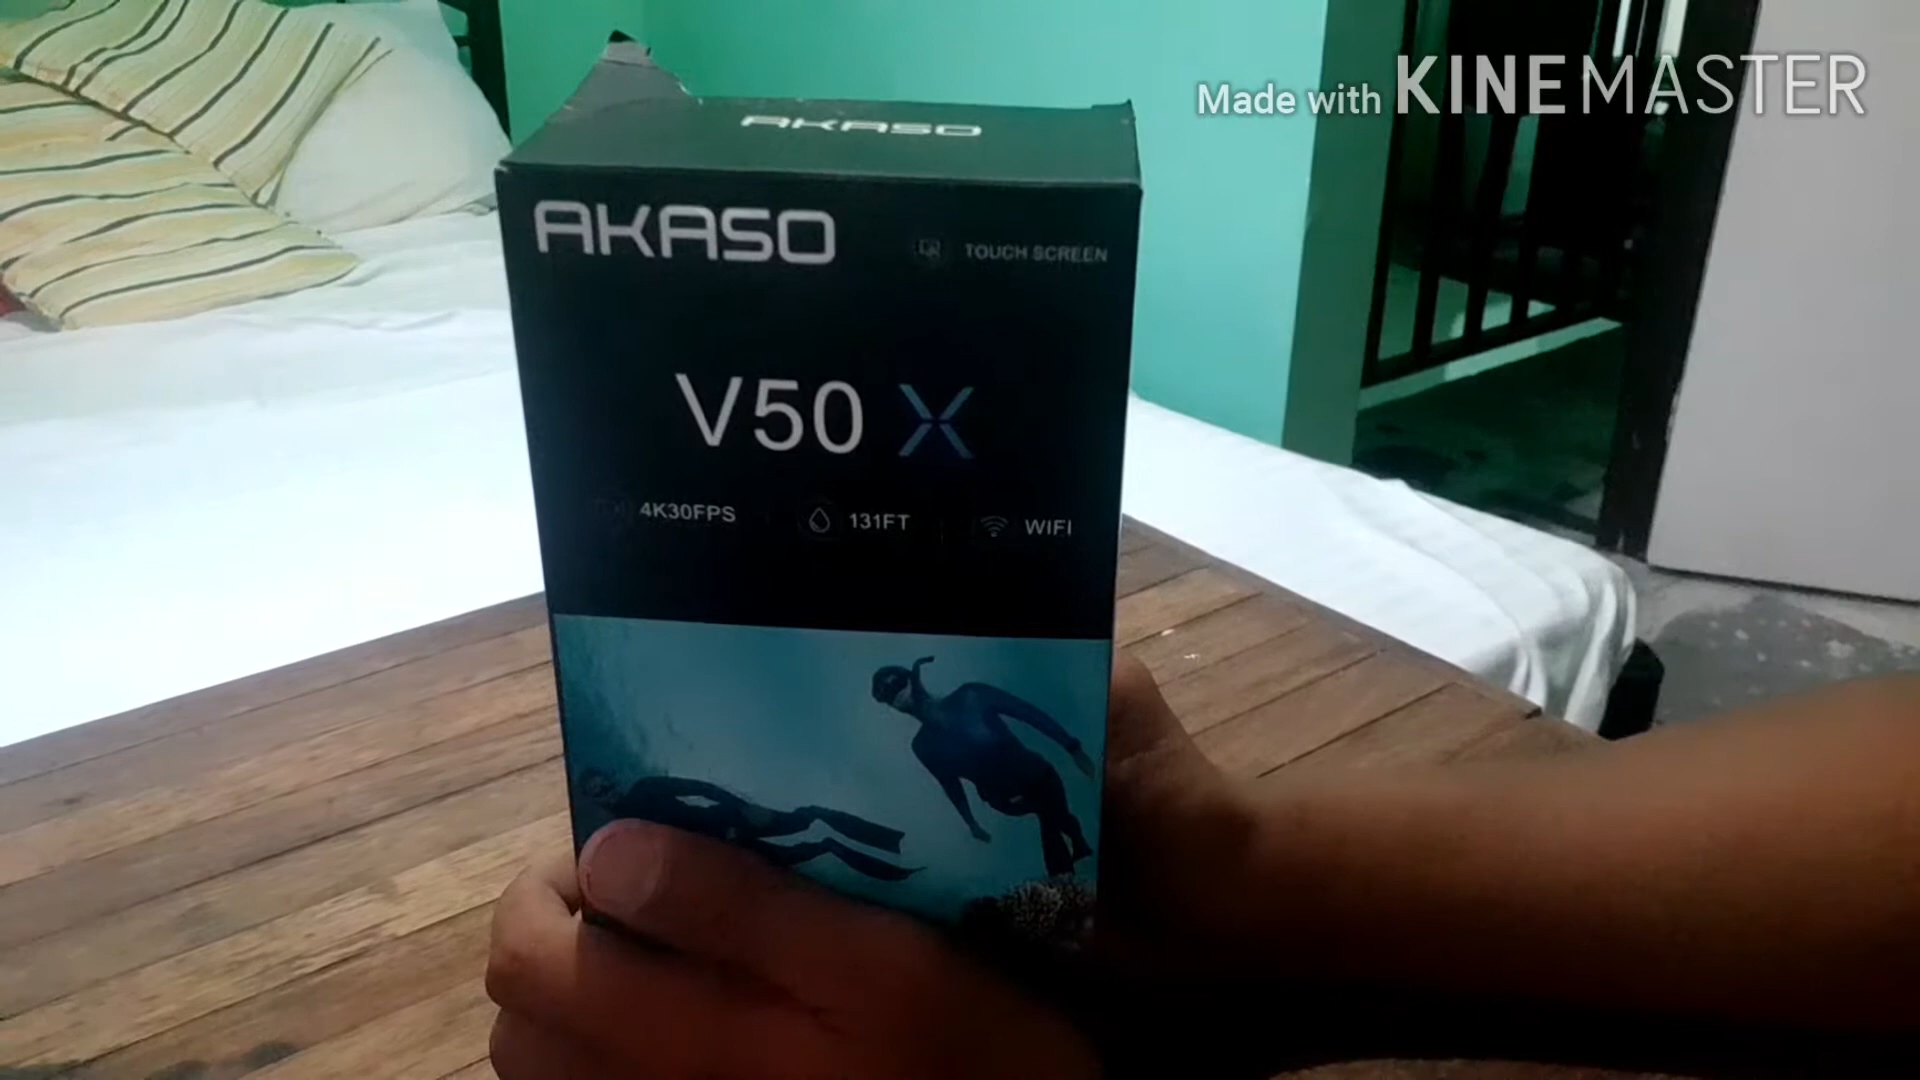 Made with KINEMASTER
AKASO
AKASO
TOUCH SCREEN
V50 X
4K30FPS
131FT
WIFI